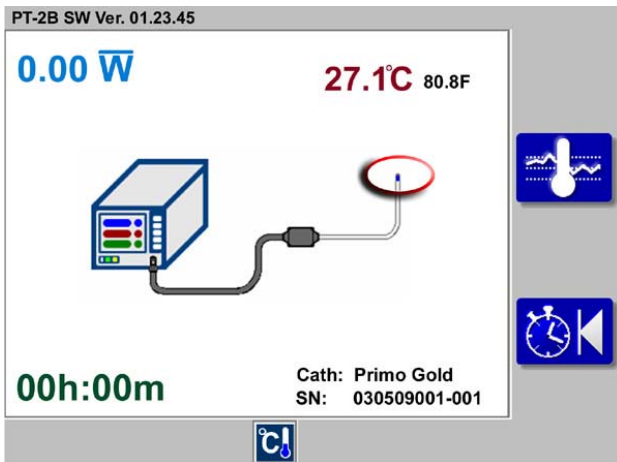 PT-2B SW Ver. 01.23.45
0.00 W̅
27.1°C 80.8F
00h:00m
Cath: Primo Gold
SN: 030509001-001
°C